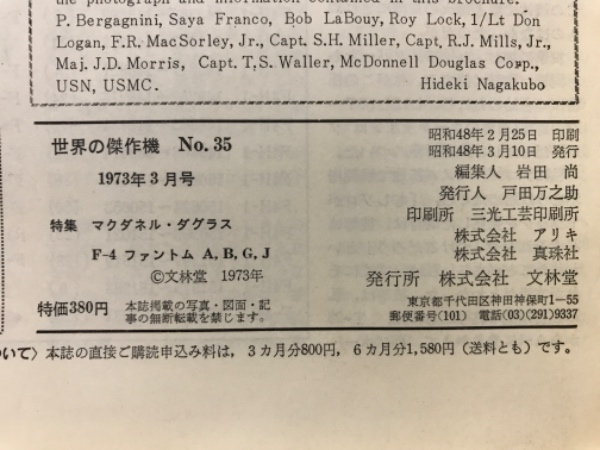 the photograph and information contained in this brochure.
P. Bergagnini, Saya Franco, Bob LaBouy, Roy Lock, 1/Lt Don
Logan, F.R. MacSorley, Jr., Capt. S.H. Miller, Capt. R.J. Mills, Jr.,
Maj. J.D. Morris, Capt. T.S. Waller, McDonnell Douglas Corp.,
USN, USMC.
Hideki Nagakubo
世界の傑作機 No. 35
1973年3月号
特集 マクダネル・ダグラス
F-4 ファントム A, B, G, J
©文林堂 1973年
特価380円 本誌掲載の写真・図面・記
事の無断転載を禁じます。
昭和48年2月25日 印刷
昭和48年3月10日 発行
編集人 岩田 尚
発行人 戸田万之助
印刷所 三光工芸印刷所
株式会社 アリキ
株式会社 真珠社
発行所 株式会社 文林堂
東京都千代田区神田神保町1-55
郵便番号(101) 電話(03)(291)9337
ついて〉本誌の直接ご購読申込み料は, 3カ月分800円, 6カ月分1,580円(送料とも)です。